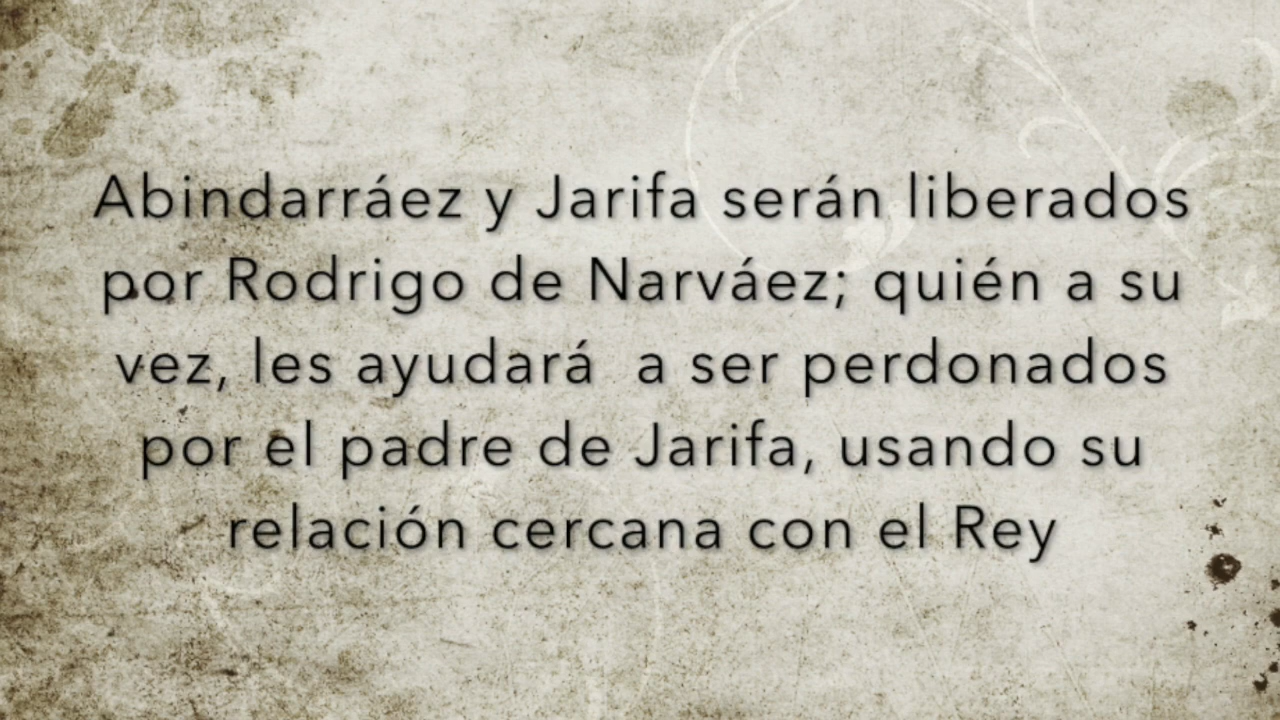 Abindarráez y Jarifa serán liberados
por Rodrigo de Narváez; quién a su
vez, les ayudará  a ser perdonados
por el padre de Jarifa, usando su
relación cercana con el Rey